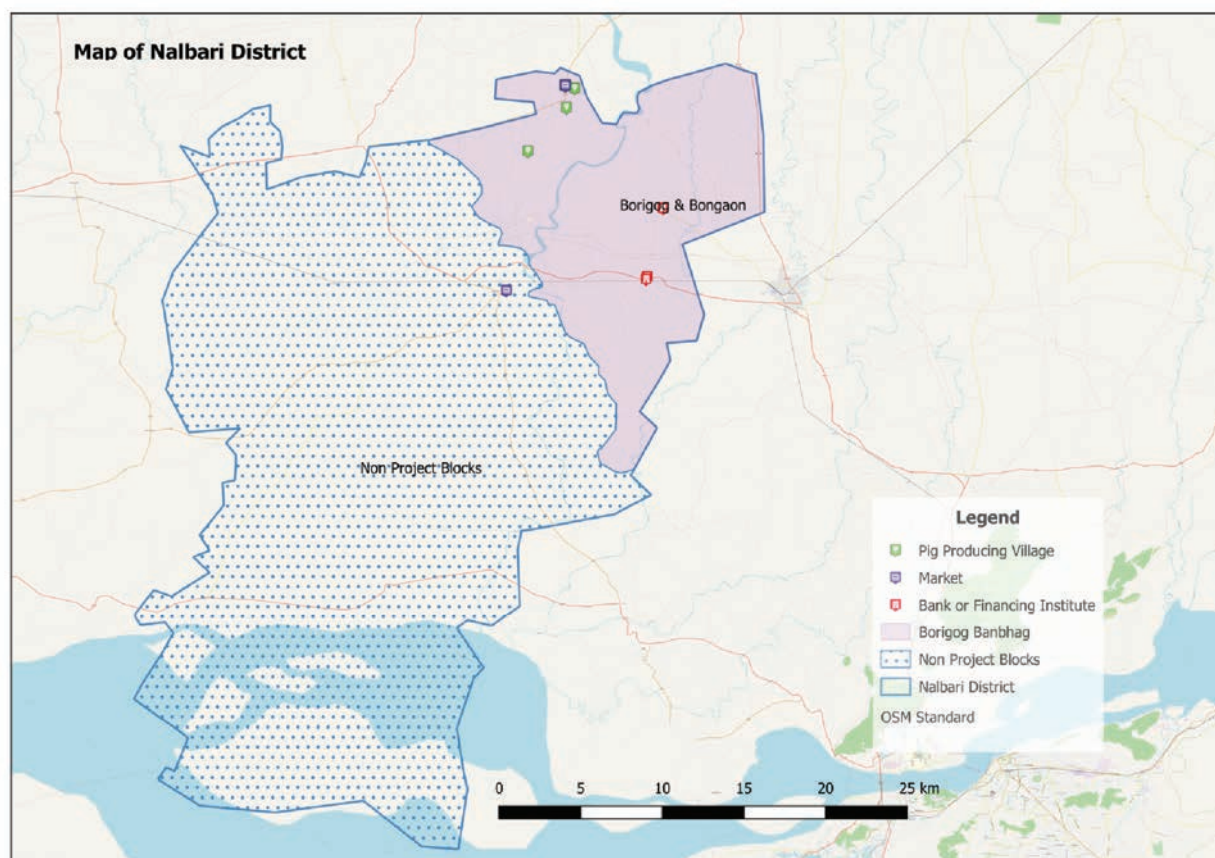 Map of Nalbari District
Borigog & Bongaon
Non Project Blocks
Legend
Pig Producing Village
Market
Bank or Financing Institute
Borigog Banbhag
Non Project Blocks
Nalbari District
OSM Standard
0 5 10 15 20 25 km